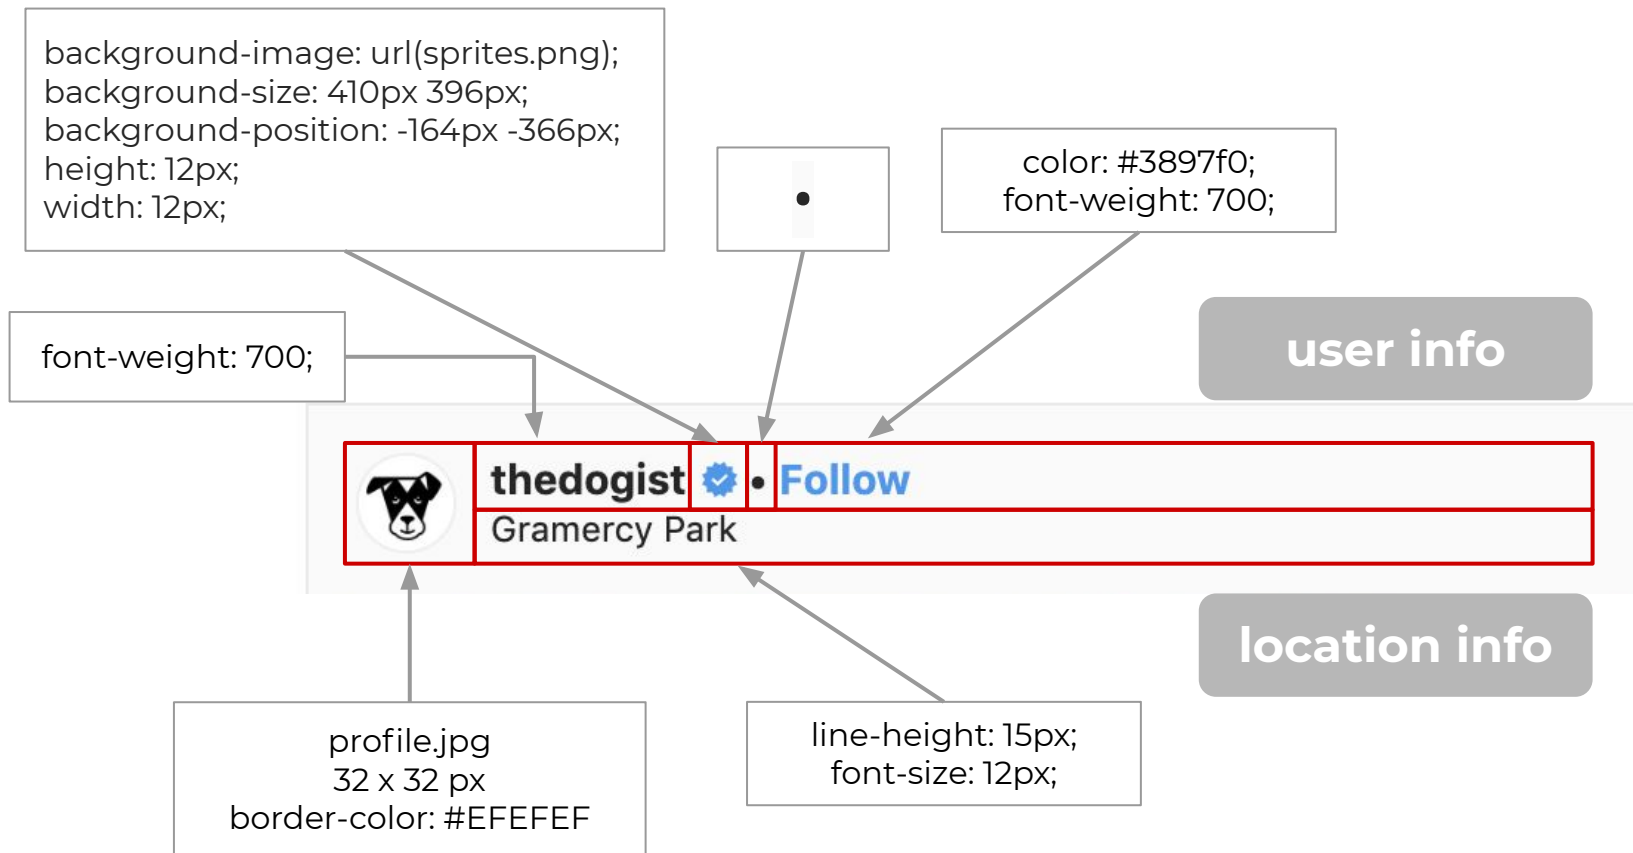 background-image: url(sprites.png);
background-size: 410px 396px;
background-position: -164px -366px;
height: 12px;
width: 12px;
•
color: #3897f0;
font-weight: 700;
font-weight: 700;
user info
thedogist • Follow
Gramercy Park
location info
profile.jpg
32 x 32 px
border-color: #EFEFEF
line-height: 15px;
font-size: 12px;